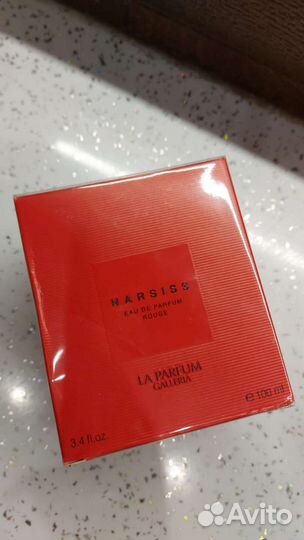 NARSISS
EAU DE PARFUM
ROUGE
LA PARFUM
GALLERIA
3.4 fl.oz.
e 100 ml
Avito